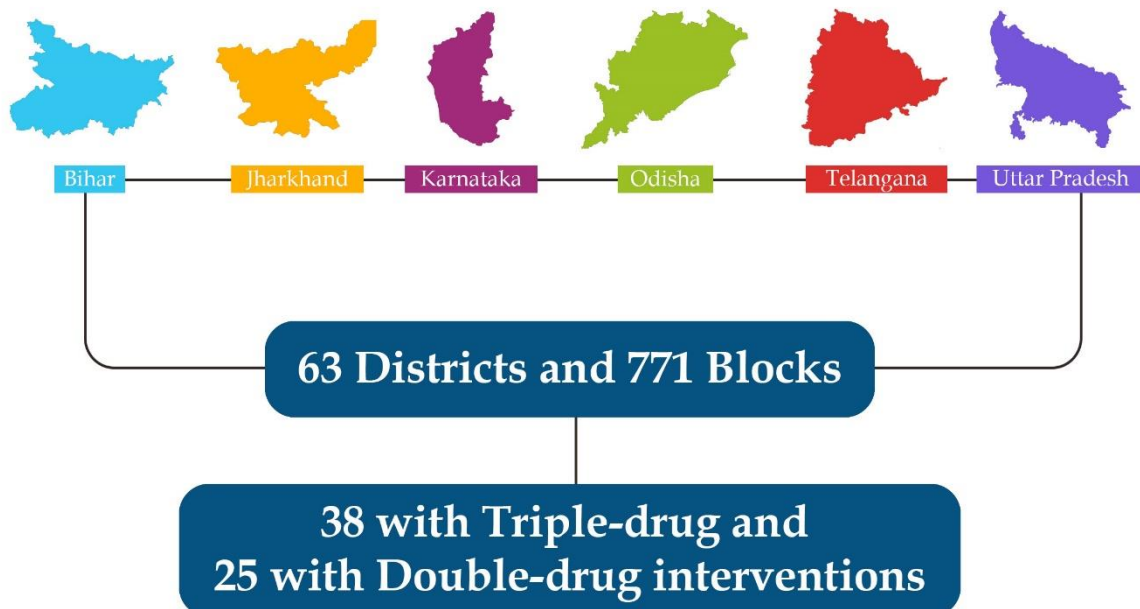 Bihar
Jharkhand
Karnataka
Odisha
Telangana
Uttar Pradesh
63 Districts and 771 Blocks
38 with Triple-drug and
25 with Double-drug interventions